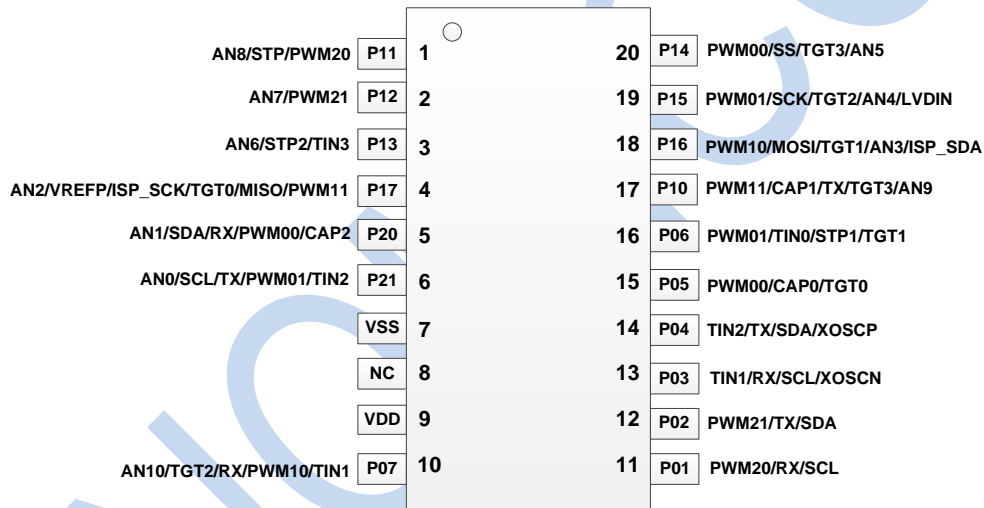 AN8/STP/PWM20 P11 1 20 P14 PWM00/SS/TGT3/AN5
AN7/PWM21 P12 2 19 P15 PWM01/SCK/TGT2/AN4/LVDIN
AN6/STP2/TIN3 P13 3 18 P16 PWM10/MOSI/TGT1/AN3/ISP_SDA
AN2/VREFP/ISP_SCK/TGT0/MISO/PWM11 P17 4 17 P10 PWM11/CAP1/TX/TGT3/AN9
AN1/SDA/RX/PWM00/CAP2 P20 5 16 P06 PWM01/TIN0/STP1/TGT1
AN0/SCL/TX/PWM01/TIN2 P21 6 15 P05 PWM00/CAP0/TGT0
VSS 7 14 P04 TIN2/TX/SDA/XOSCP
NC 8 13 P03 TIN1/RX/SCL/XOSCN
VDD 9 12 P02 PWM21/TX/SDA
AN10/TGT2/RX/PWM10/TIN1 P07 10 11 P01 PWM20/RX/SCL